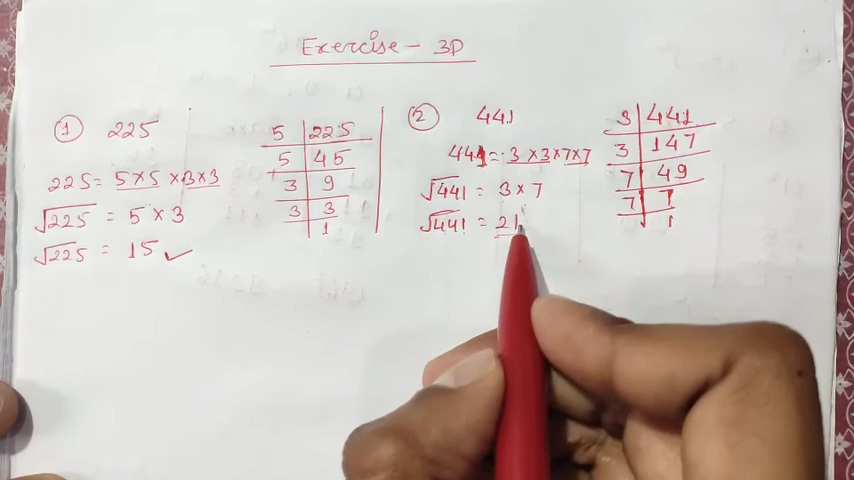 Exercise - 3D
① 225
225 = 5 × 5 × 3 × 3
√225 = 5 × 3
√225 = 15 ✓
5 | 225
5 | 45
3 | 9
3 | 3
1
② 441
441 = 3 × 3 × 7 × 7
√441 = 3 × 7
√441 = 21
3 | 441
3 | 147
7 | 49
7 | 7
1